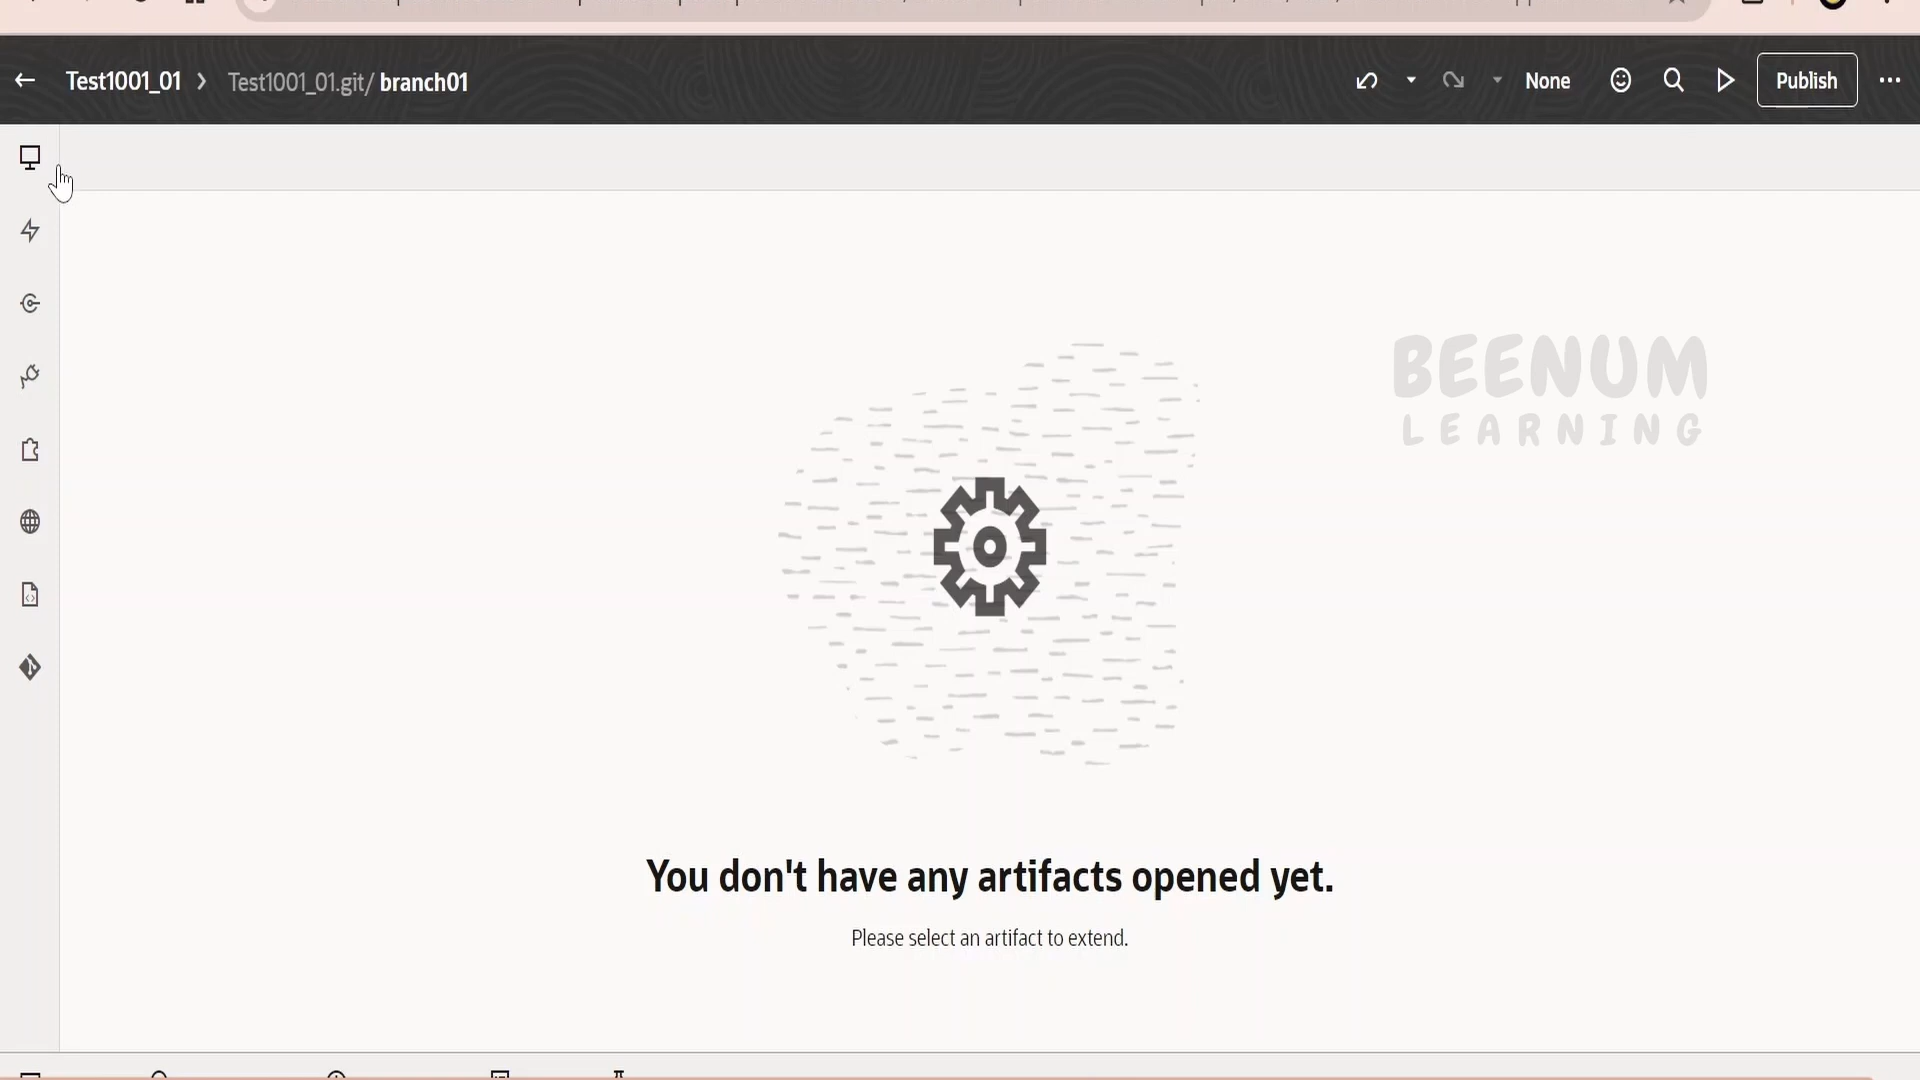 Test1001_01 > Test1001_01.git/ branch01
None
Publish
BEENUM
LEARNING
You don't have any artifacts opened yet.
Please select an artifact to extend.